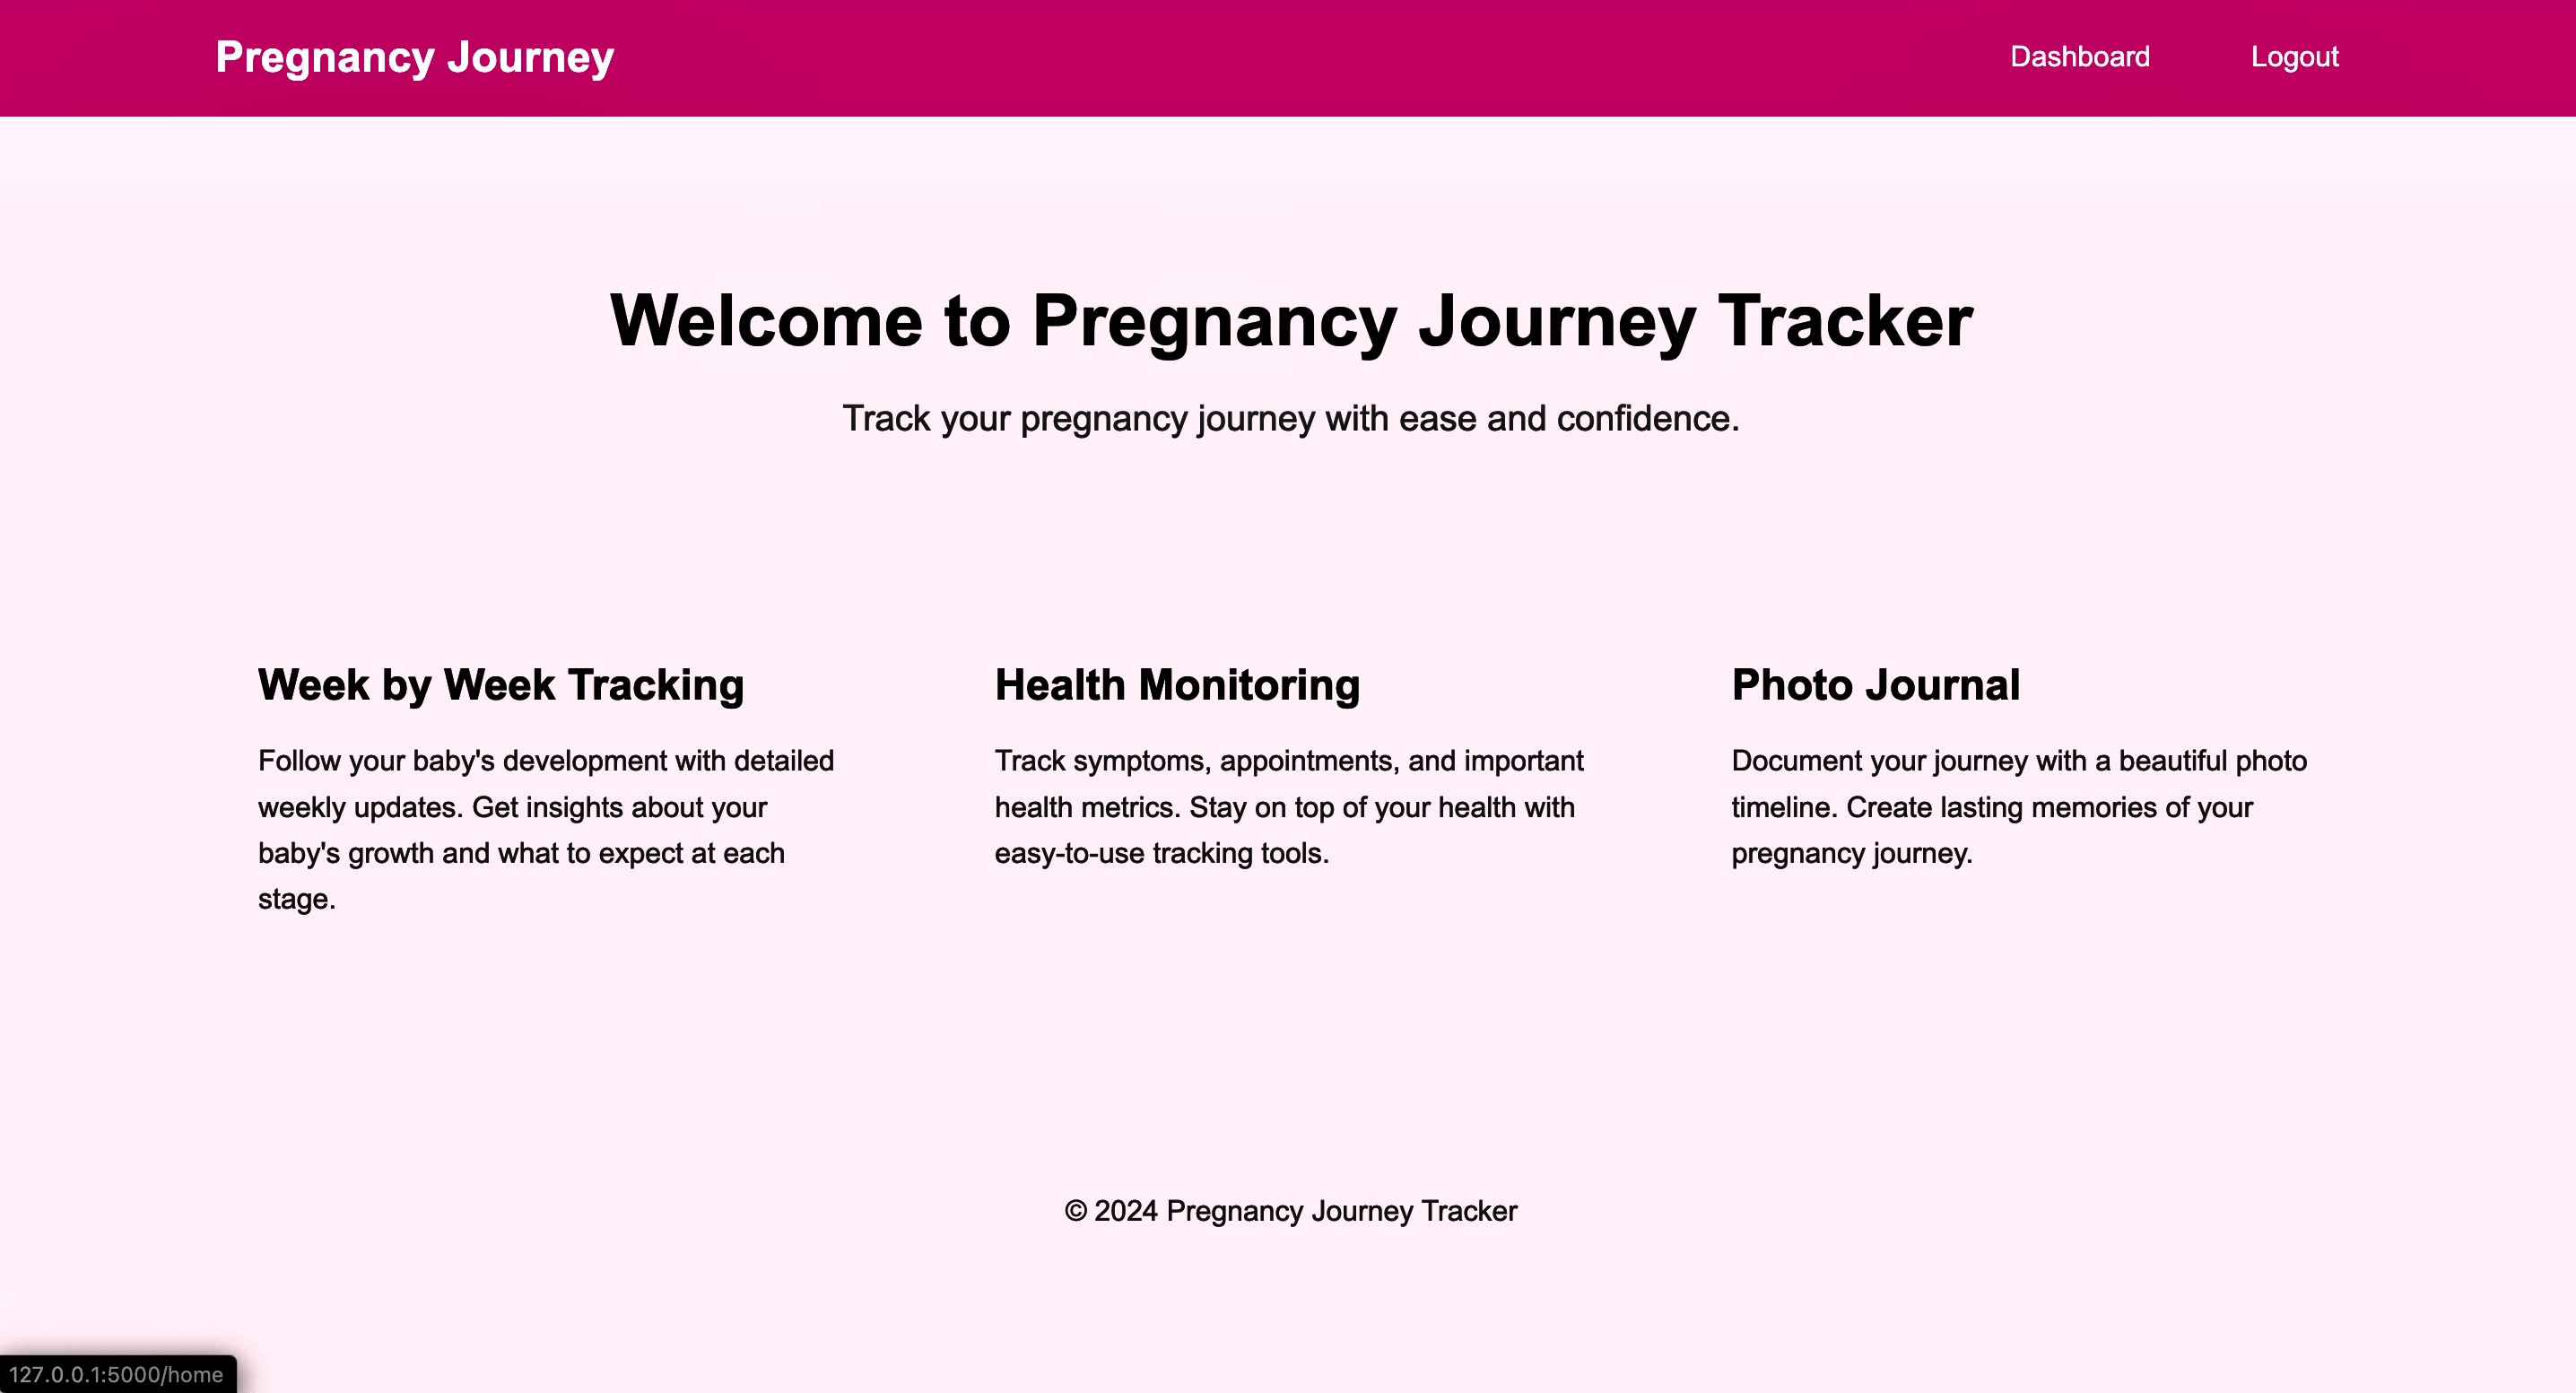 Pregnancy Journey
Dashboard
Logout
Welcome to Pregnancy Journey Tracker
Track your pregnancy journey with ease and confidence.
Week by Week Tracking
Follow your baby's development with detailed
weekly updates. Get insights about your
baby's growth and what to expect at each
stage.
Health Monitoring
Track symptoms, appointments, and important
health metrics. Stay on top of your health with
easy-to-use tracking tools.
Photo Journal
Document your journey with a beautiful photo
timeline. Create lasting memories of your
pregnancy journey.
© 2024 Pregnancy Journey Tracker
127.0.0.1:5000/home